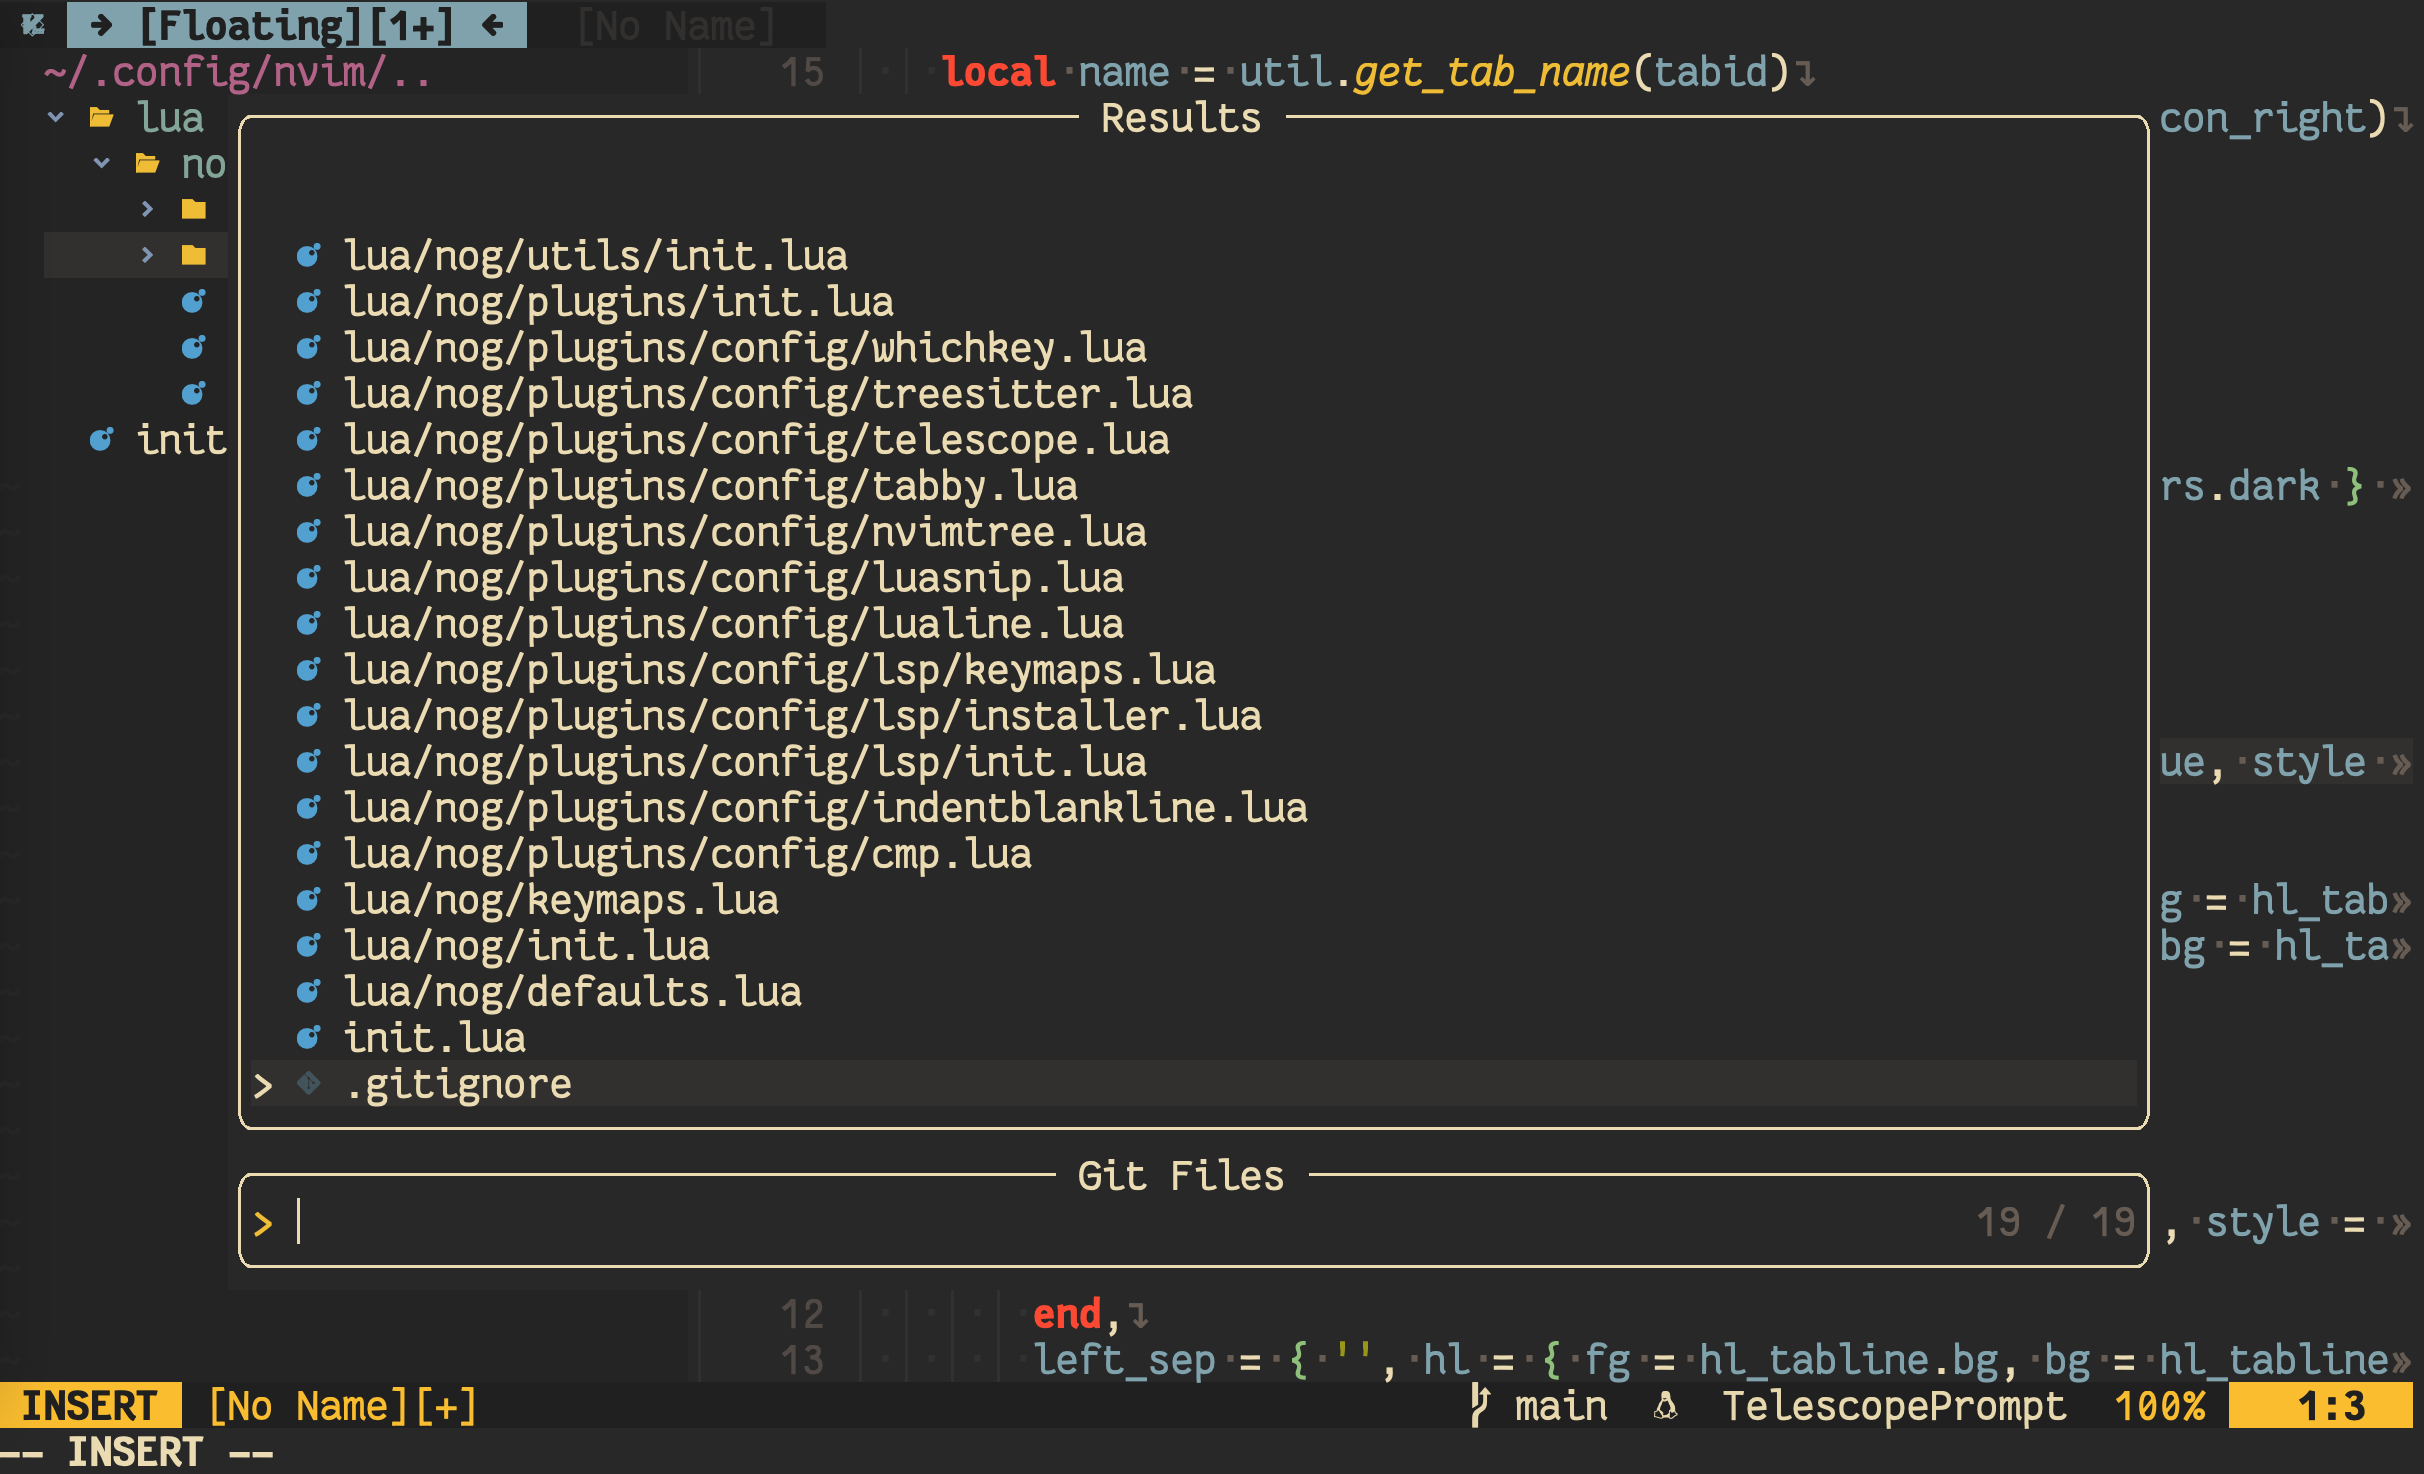 → [Floating][1+] ← [No Name]
~/.config/nvim/..
15 local name = util.get_tab_name(tabid)
lua
Results
con_right)
no
lua/nog/utils/init.lua
lua/nog/plugins/init.lua
lua/nog/plugins/config/whichkey.lua
lua/nog/plugins/config/treesitter.lua
init
lua/nog/plugins/config/telescope.lua
lua/nog/plugins/config/tabby.lua
rs.dark } »
lua/nog/plugins/config/nvimtree.lua
lua/nog/plugins/config/luasnip.lua
lua/nog/plugins/config/lualine.lua
lua/nog/plugins/config/lsp/keymaps.lua
lua/nog/plugins/config/lsp/installer.lua
lua/nog/plugins/config/lsp/init.lua
ue, style »
lua/nog/plugins/config/indentblankline.lua
lua/nog/plugins/config/cmp.lua
lua/nog/keymaps.lua
g = hl_tab»
lua/nog/init.lua
bg = hl_ta»
lua/nog/defaults.lua
init.lua
> .gitignore
Git Files
> 19 / 19
, style = »
12 end,
13 left_sep = { '', hl = { fg = hl_tabline.bg, bg = hl_tabline»
INSERT [No Name][+] main TelescopePrompt 100% 1:3
-- INSERT --